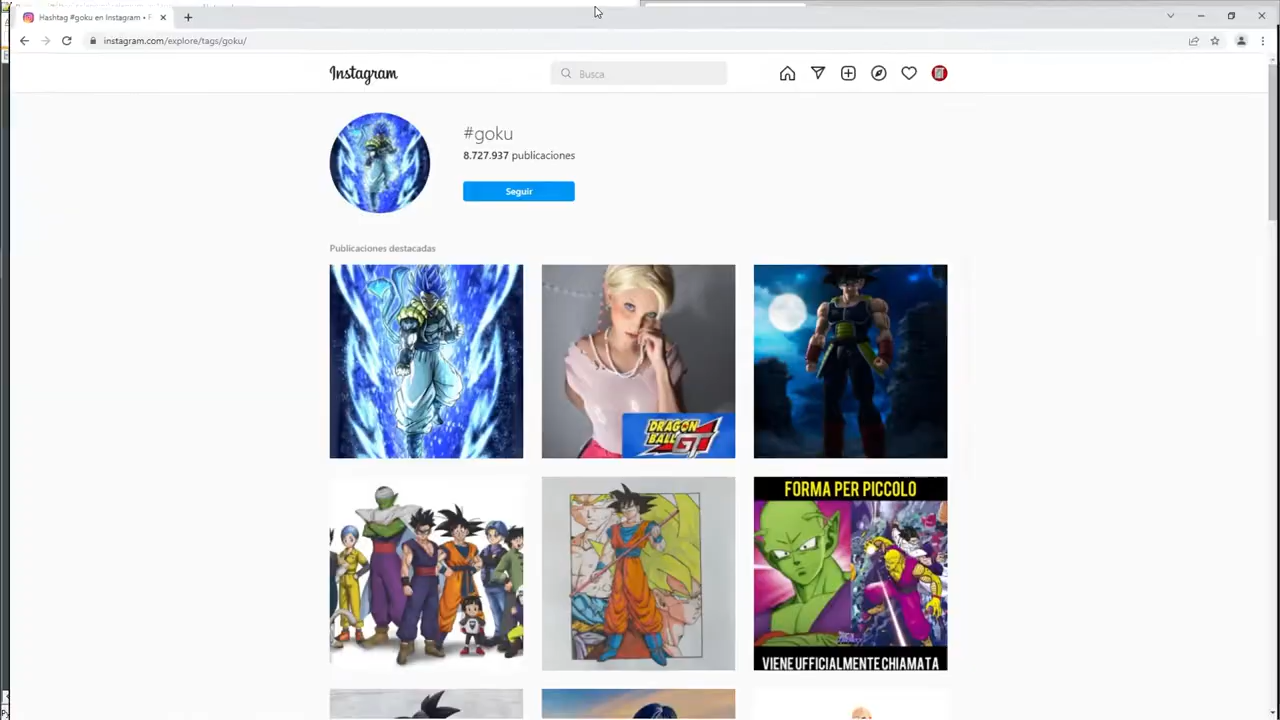 Hashtag #goku en Instagram • F
instagram.com/explore/tags/goku/
Instagram
Busca
#goku
8.727.937 publicaciones
Seguir
Publicaciones destacadas
DRAGON
BALL GT
FORMA PER PICCOLO
VIENE UFFICIALMENTE CHIAMATA